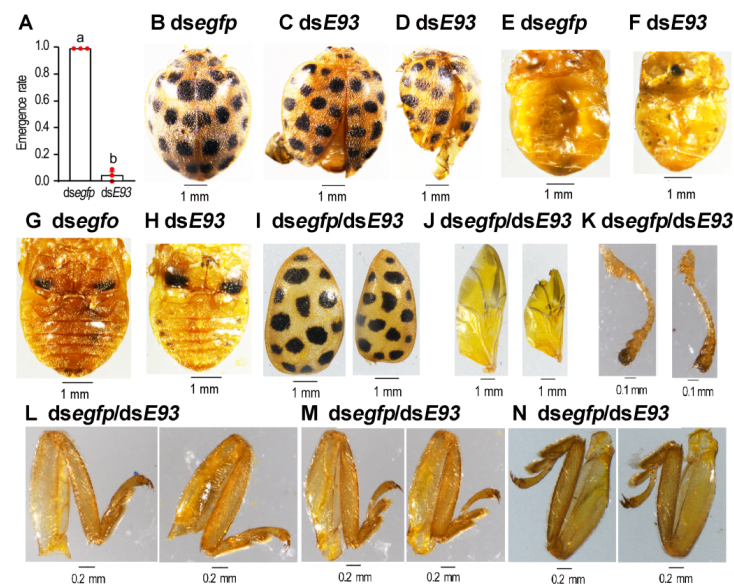 A
B dsegfp
C dsE93
D dsE93
E dsegfp
F dsE93
Emergence rate
1.0
0.8
0.6
0.4
0.2
0.0
a
b
dsegfp
dsE93
1 mm
1 mm
1 mm
1 mm
1 mm
G dsegfo
H dsE93
I dsegfp/dsE93
J dsegfp/dsE93
K dsegfp/dsE93
1 mm
1 mm
1 mm
1 mm
1 mm
1 mm
0.1 mm
0.1 mm
L dsegfp/dsE93
M dsegfp/dsE93
N dsegfp/dsE93
0.2 mm
0.2 mm
0.2 mm
0.2 mm
0.2 mm
0.2 mm